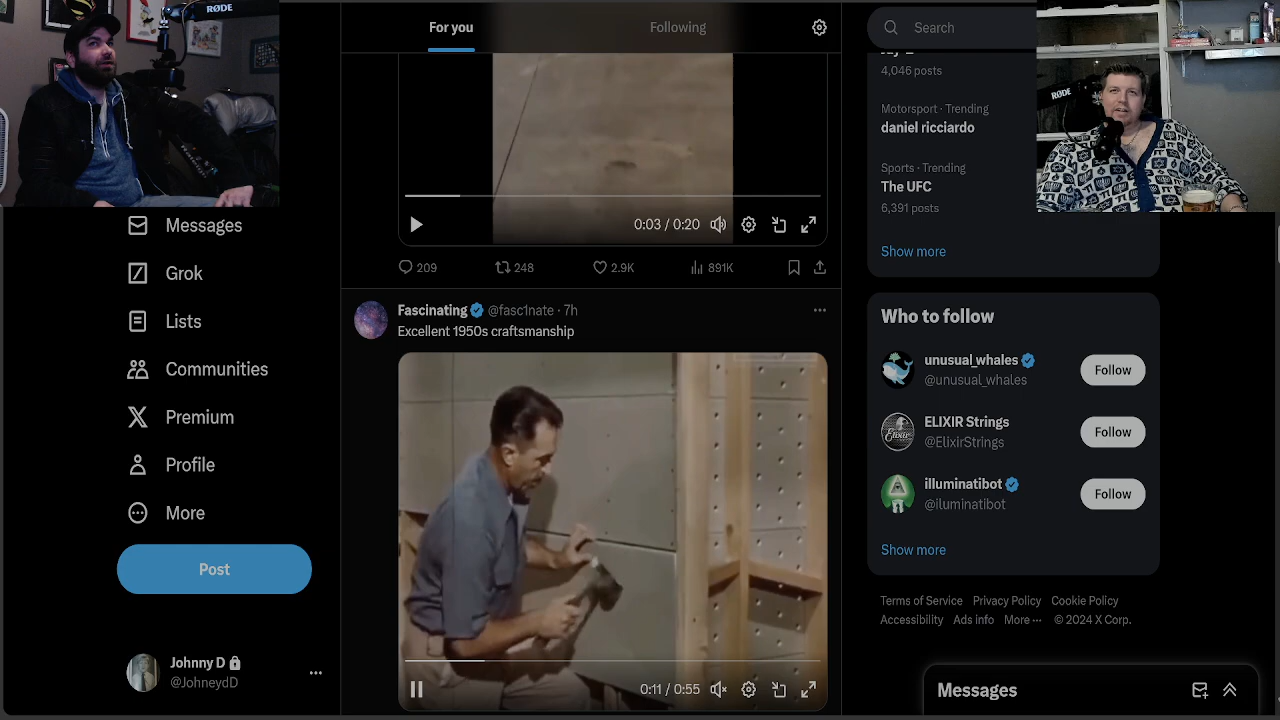 RØDE
For you
Following
Search
4,046 posts
Motorsport · Trending
daniel ricciardo
Sports · Trending
The UFC
6,391 posts
Show more
RØDE
Messages
Grok
Lists
Communities
Premium
Profile
More
Post
Johnny D
@JohneydD
0:03 / 0:20
209
248
2.9K
891K
Fascinating @fasc1nate · 7h
Excellent 1950s craftsmanship
0:11 / 0:55
Who to follow
unusual_whales
@unusual_whales
Follow
ELIXIR Strings
@ElixirStrings
Follow
illuminatibot
@iluminatibot
Follow
Show more
Terms of Service Privacy Policy Cookie Policy
Accessibility Ads info More ··· © 2024 X Corp.
Messages